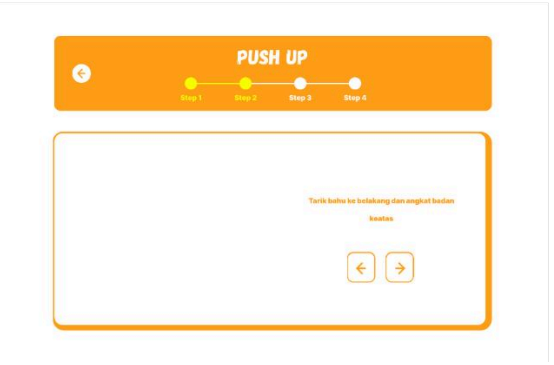 PUSH UP
Step 1 Step 2 Step 3 Step 4
Tarik bahu ke belakang dan angkat badan
keatas